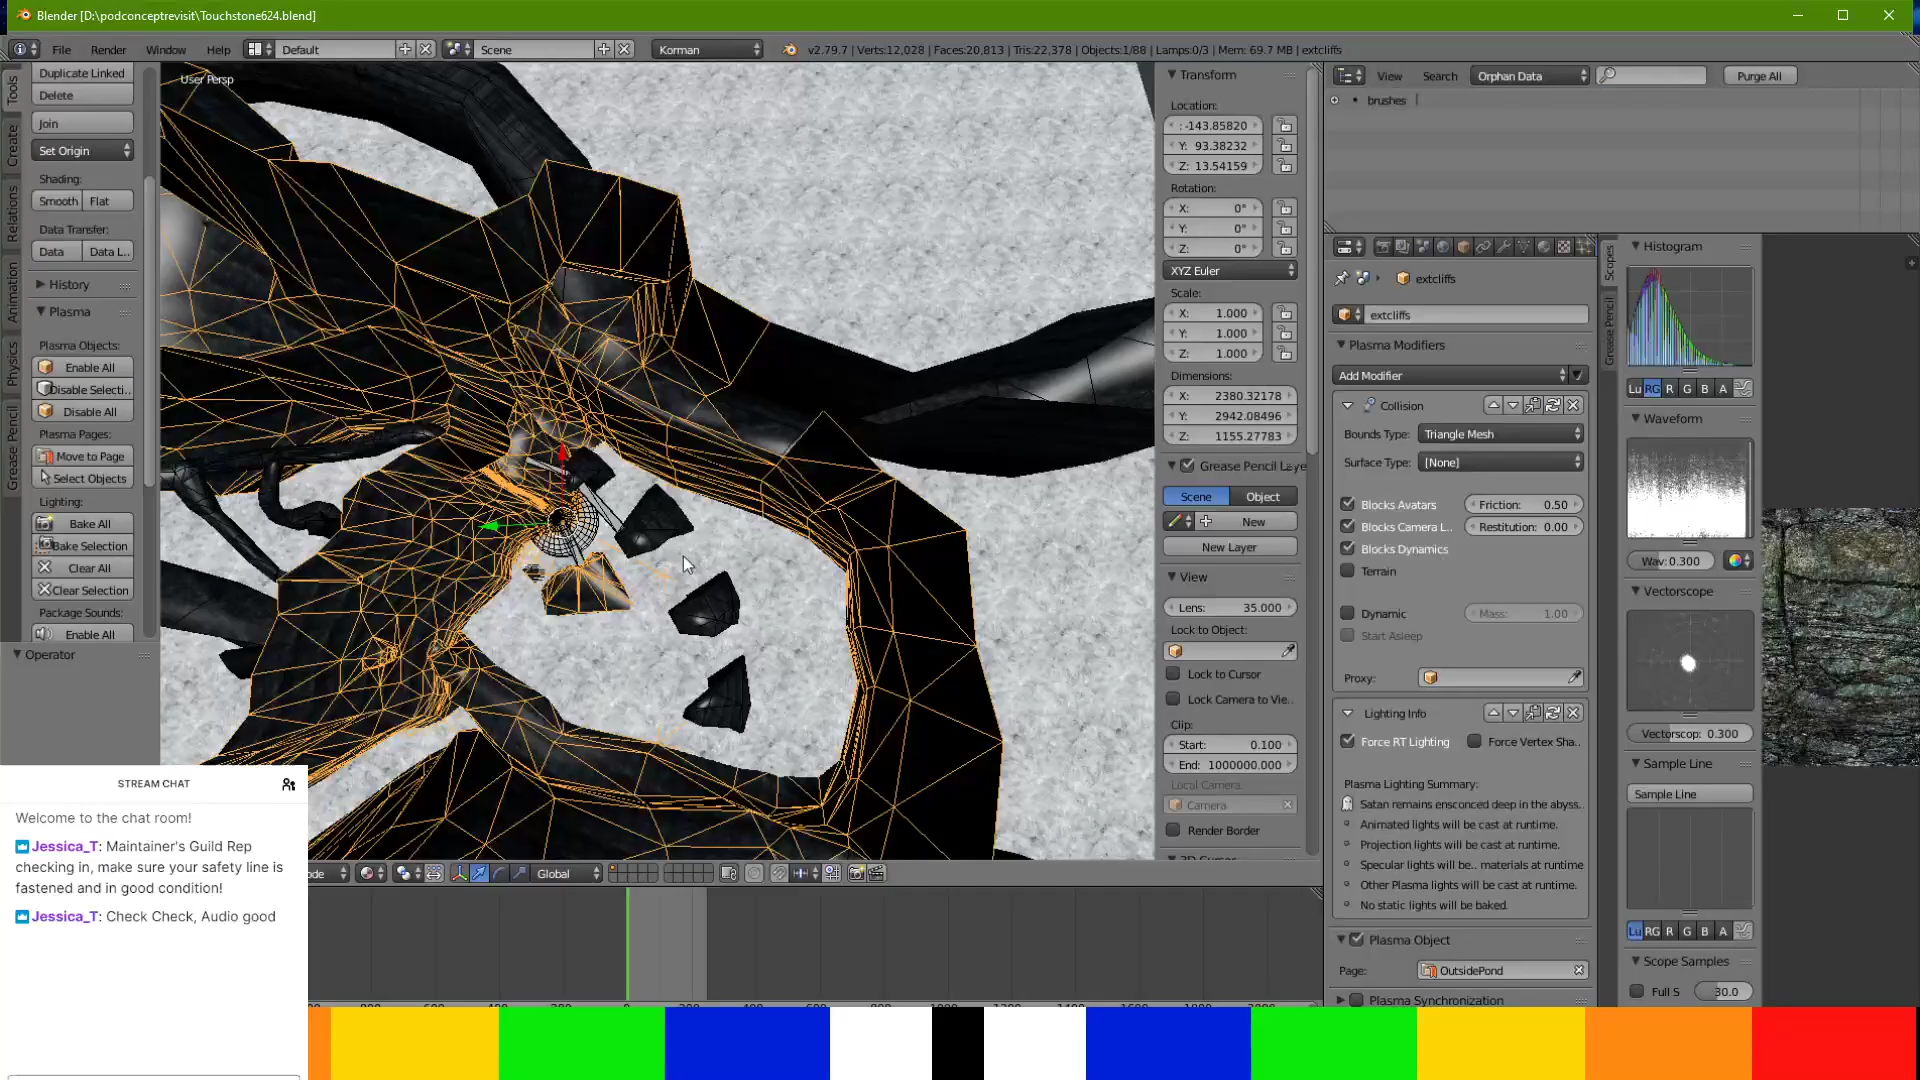 Blender [D:\podconceptrevisit\Touchstone624.blend]
File Render Window Help Default Scene Korman v2.79.7 | Verts:12,028 | Faces:20,813 | Tris:22,378 | Objects:1/88 | Lamps:0/3 | Mem: 69.7 MB | extcliffs
Tools
Create
Relations
Animation
Physics
Grease Pencil
Duplicate Linked
Delete
Join
Set Origin
Shading:
Smooth Flat
Data Transfer:
Data Data L..
History
Plasma
Plasma Objects:
Enable All
Disable Selecti..
Disable All
Plasma Pages:
Move to Page
Select Objects
Lighting:
Bake All
Bake Selection
Clear All
Clear Selection
Package Sounds:
Enable All
Operator
User Persp
Transform
Location:
: -143.85820
Y: 93.38232
Z: 13.54159
Rotation:
X: 0°
Y: 0°
Z: 0°
XYZ Euler
Scale:
X: 1.000
Y: 1.000
Z: 1.000
Dimensions:
X: 2380.32178
Y: 2942.08496
Z: 1155.27783
Grease Pencil Laye
Scene Object
New
New Layer
View
Lens: 35.000
Lock to Object:
Lock to Cursor
Lock Camera to Vie..
Clip:
Start: 0.100
End: 1000000.000
Local Camera:
Camera
Render Border
View Search Orphan Data Purge All
brushes
extcliffs
extcliffs
Plasma Modifiers
Add Modifier
Collision
Bounds Type: Triangle Mesh
Surface Type: [None]
Blocks Avatars Friction: 0.50
Blocks Camera L.. Restitution: 0.00
Blocks Dynamics
Terrain
Dynamic Mass: 1.00
Start Asleep
Proxy:
Lighting Info
Force RT Lighting Force Vertex Sha..
Plasma Lighting Summary:
Satan remains ensconced deep in the abyss..
Animated lights will be cast at runtime.
Projection lights will be cast at runtime.
Specular lights will be.. materials at runtime
Other Plasma lights will be cast at runtime.
No static lights will be baked.
Plasma Object
Page: OutsidePond
Plasma Synchronization
Scopes
Grease Pencil
Histogram
Lu RG R G B A
Waveform
Wav: 0.300
Vectorscope
Vectorscop: 0.300
Sample Line
Sample Line
Lu RG R G B A
Scope Samples
Full S 30.0
ode Global
STREAM CHAT
Welcome to the chat room!
Jessica_T: Maintainer's Guild Rep
checking in, make sure your safety line is
fastened and in good condition!
Jessica_T: Check Check, Audio good